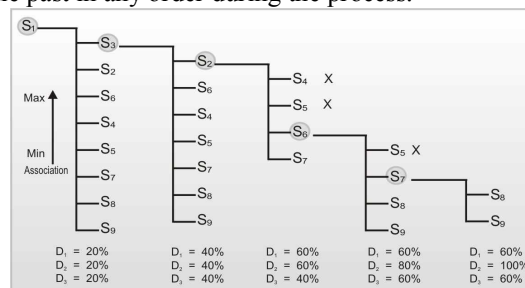 past in any order during the process.
S₁
Max
Min
Association
S₃
S₂
S₆
S₄
S₅
S₇
S₈
S₉
S₂
S₆
S₄
S₅
S₇
S₈
S₉
S₄ X
S₅ X
S₆
S₇
S₅ X
S₇
S₈
S₉
S₈
S₉
D₁ = 20% D₁ = 40% D₁ = 60% D₁ = 60% D₁ = 60%
D₂ = 20% D₂ = 40% D₂ = 60% D₂ = 80% D₂ = 100%
D₃ = 20% D₃ = 40% D₃ = 40% D₃ = 60% D₃ = 60%